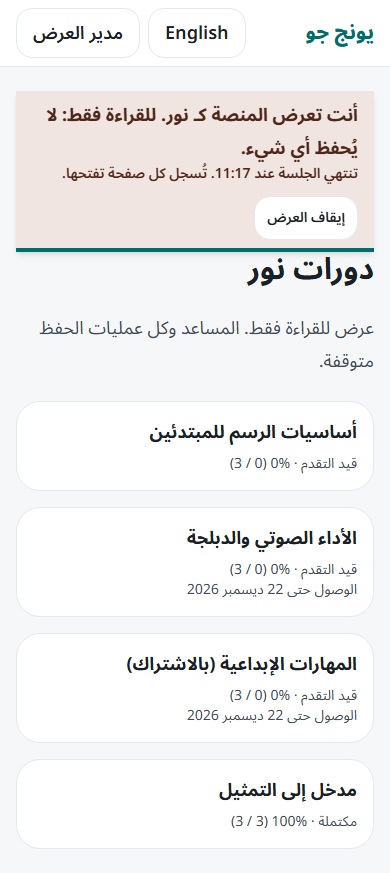 يونج جو
English
مدير العرض
أنت تعرض المنصة كـ نور. للقراءة فقط: لا
يُحفظ أي شيء.
تنتهي الجلسة عند 11:17. تُسجل كل صفحة تفتحها.
إيقاف العرض
دورات نور
عرض للقراءة فقط. المساعد وكل عمليات الحفظ
متوقفة.
أساسيات الرسم للمبتدئين
قيد التقدم · 0% (0 / 3)
الأداء الصوتي والدبلجة
قيد التقدم · 0% (0 / 3)
الوصول حتى 22 ديسمبر 2026
المهارات الإبداعية (بالاشتراك)
قيد التقدم · 0% (0 / 3)
الوصول حتى 22 ديسمبر 2026
مدخل إلى التمثيل
مكتملة · 100% (3 / 3)